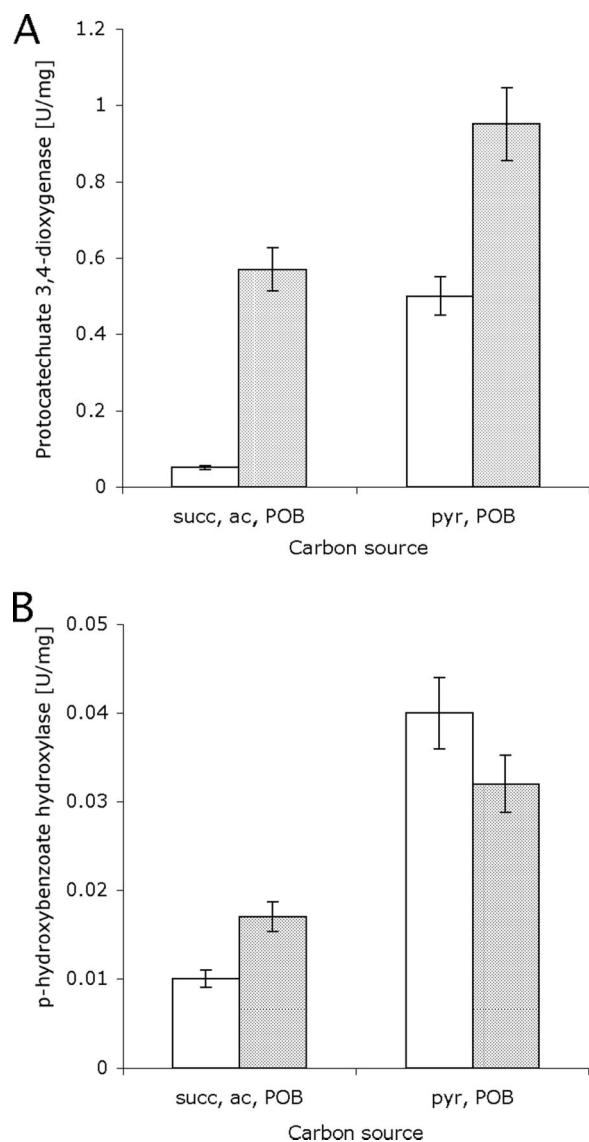 A
Protocatechuate 3,4-dioxygenase [U/mg]
1.2
1
0.8
0.6
0.4
0.2
0
succ, ac, POB
pyr, POB
Carbon source
B
p-hydroxybenzoate hydroxylase [U/mg]
0.05
0.04
0.03
0.02
0.01
0
succ, ac, POB
pyr, POB
Carbon source